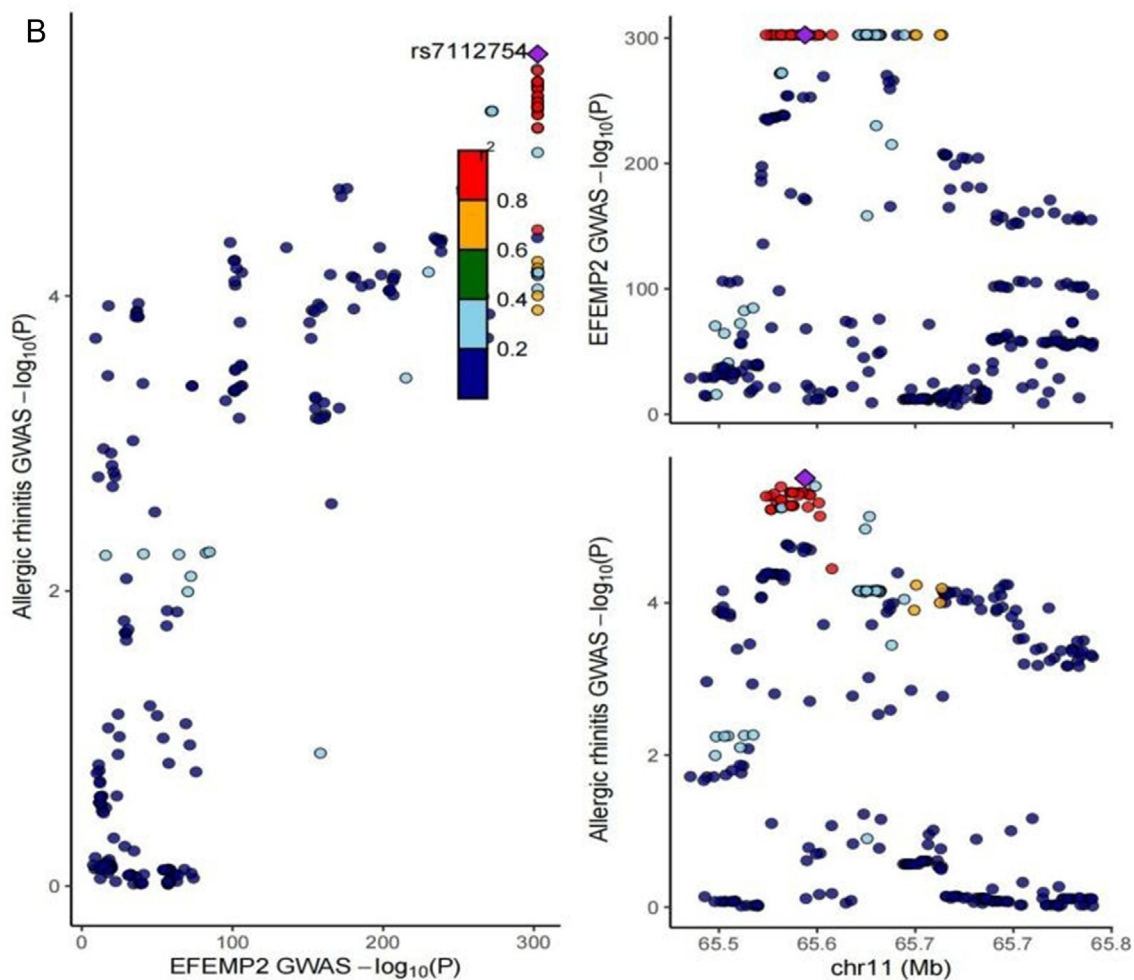 B
rs7112754
r2
0.8
0.6
0.4
0.2
Allergic rhinitis GWAS −log10(P)
4
2
0
0 100 200 300
EFEMP2 GWAS −log10(P)
EFEMP2 GWAS −log10(P)
300
200
100
0
Allergic rhinitis GWAS −log10(P)
4
2
0
65.5 65.6 65.7 65.7 65.8
chr11 (Mb)